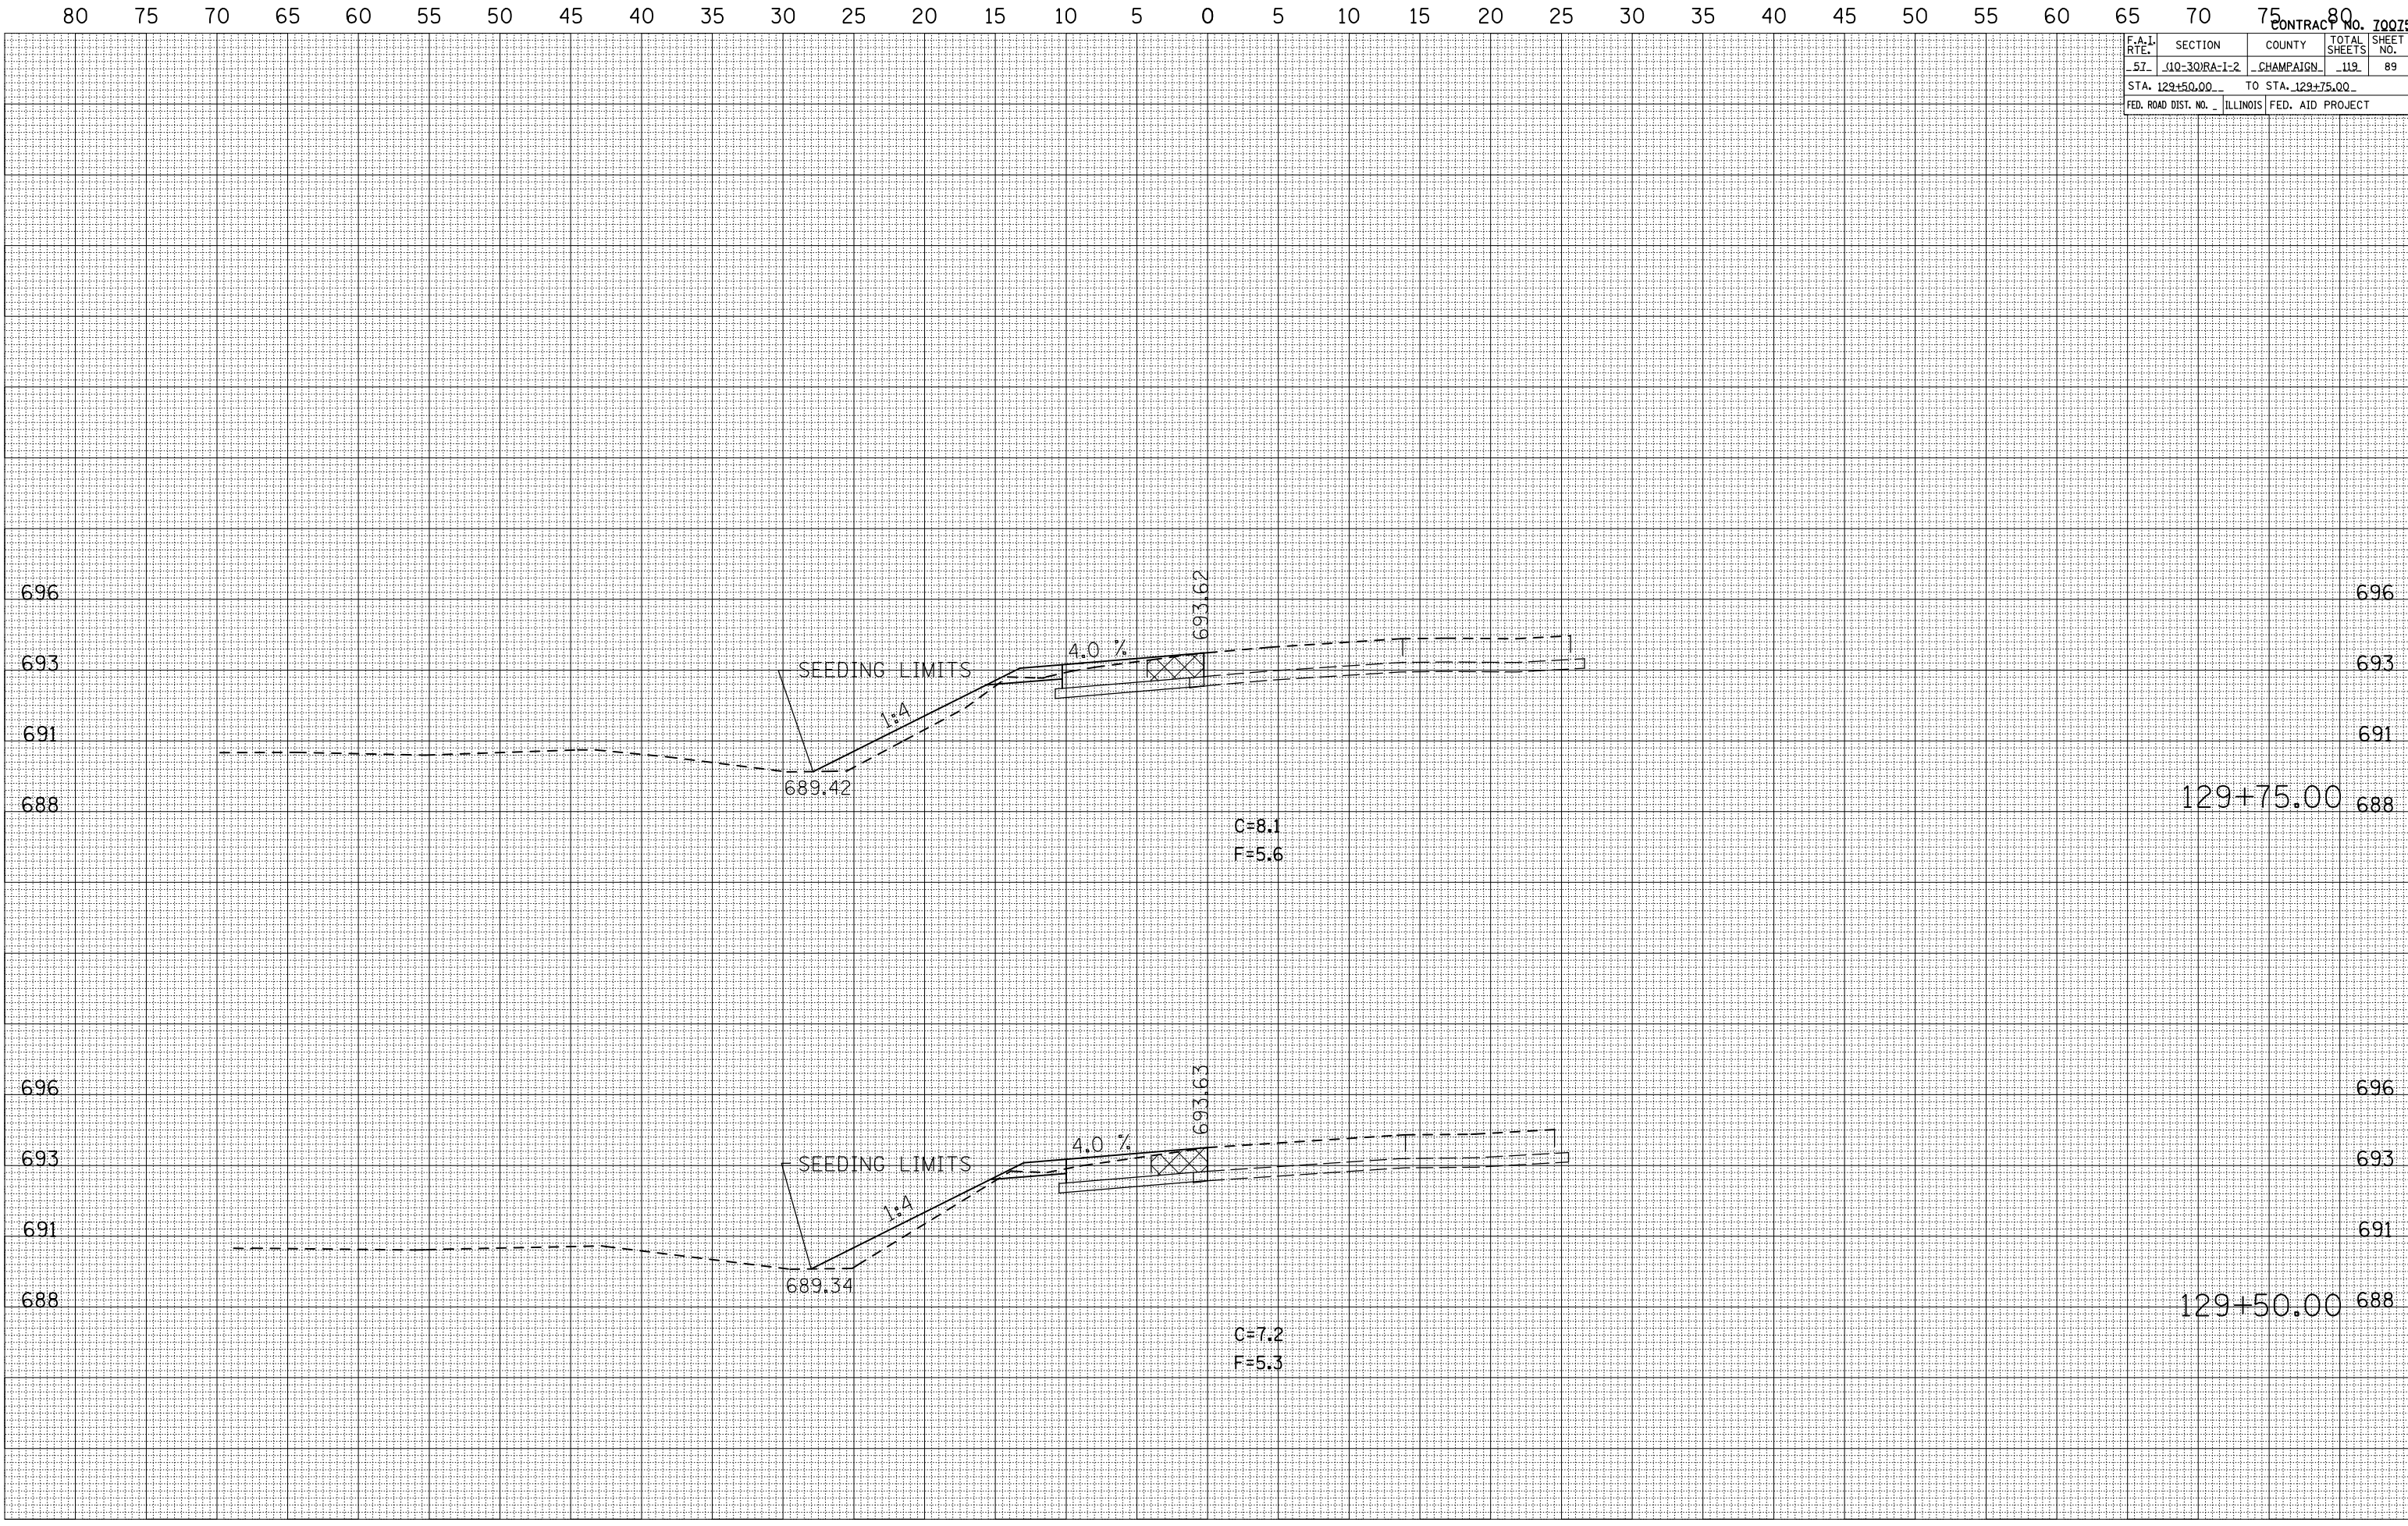 80 75 70 65 60 55 50 45 40 35 30 25 20 15 10 5 0 5 10 15 20 25 30 35 40 45 50 55 60 65 70 75 80
CONTRACT NO.
F.A.I. RTE. SECTION COUNTY TOTAL SHEETS SHEET NO.
57 (10-30)RA-I-2 CHAMPAIGN 119 89
STA. 129+50.00 TO STA. 129+75.00
FED. ROAD DIST. NO. _ ILLINOIS FED. AID PROJECT
696 693.62 696
4.0 %
693 SEEDING LIMITS 693
1:4
691 691
689.42
688 129+75.00 688
C=8.1
F=5.6
696 693.63 696
4.0 %
693 SEEDING LIMITS 693
1:4
691 691
689.34
688 129+50.00 688
C=7.2
F=5.3